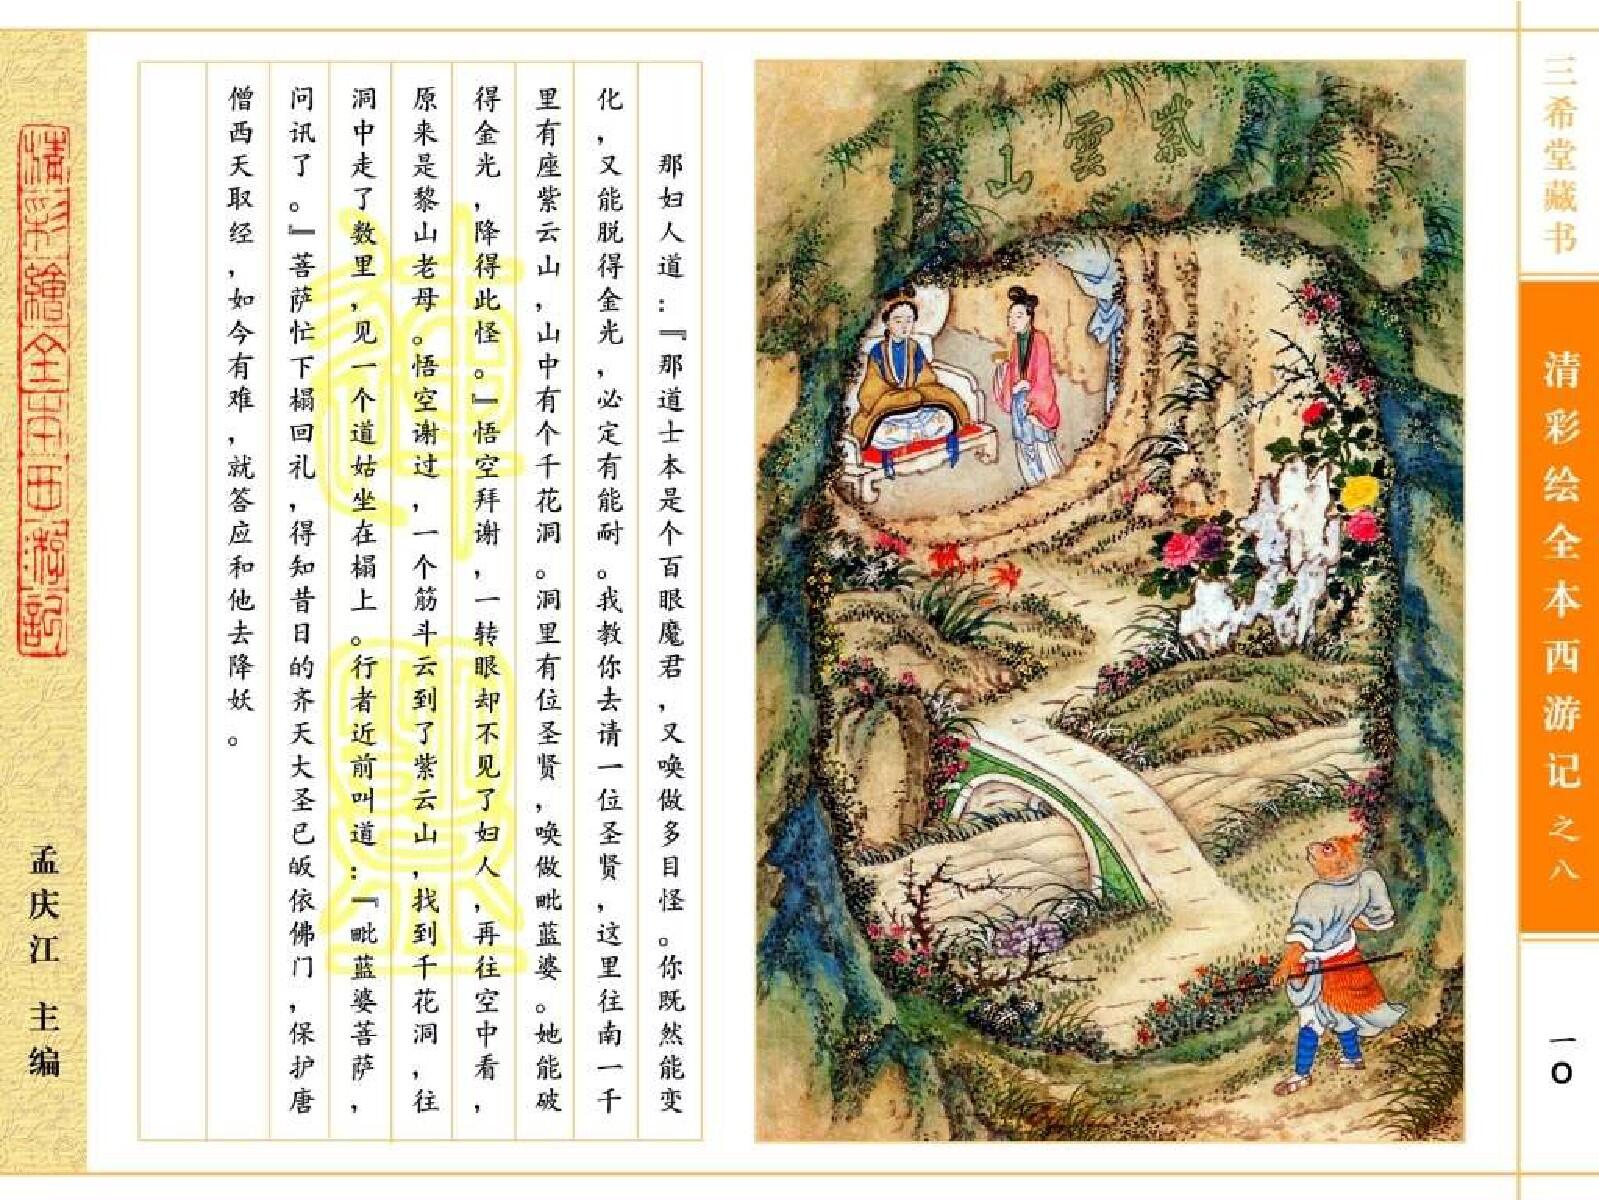 三希堂藏书
清彩绘全本西游记之八
一〇
紫雲山
那妇人道：『那道士本是个百眼魔君，又唤做多目怪。你既然能变
化，又能脱得金光，必定有能耐。我教你去请一位圣贤，这里往南一千
里有座紫云山，山中有个千花洞。洞里有位圣贤，唤做毗蓝婆。她能破
得金光，降得此怪。』悟空拜谢，一转眼却不见了妇人，再往空中看，
原来是黎山老母。悟空谢过，一个筋斗云到了紫云山，找到千花洞，往
洞中走了数里，见一个道姑坐在榻上。行者近前叫道：『毗蓝婆菩萨，
问讯了。』菩萨忙下榻回礼，得知昔日的齐天大圣已皈依佛门，保护唐
僧西天取经，如今有难，就答应和他去降妖。
清彩繪全本西游記
孟庆江 主编